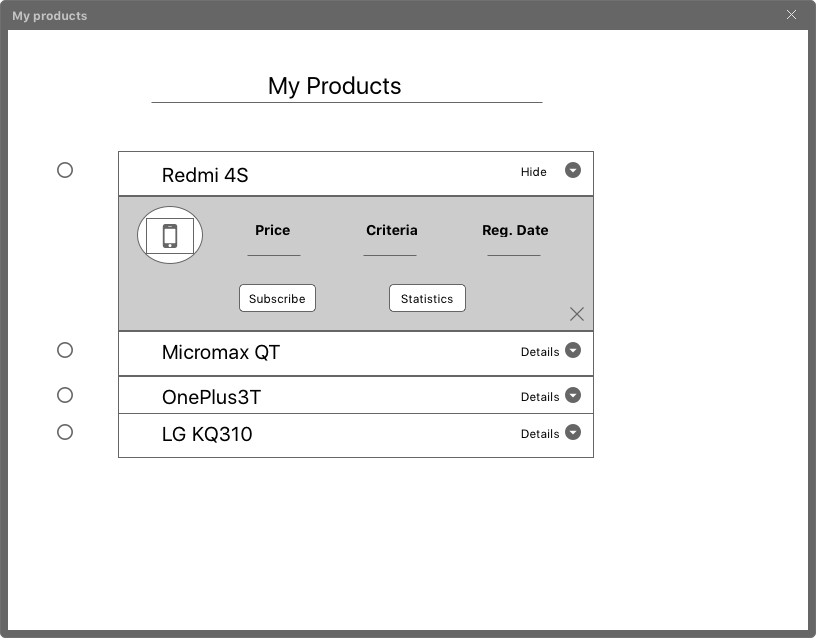 My products
My Products
Redmi 4S Hide
Price Criteria Reg. Date
Subscribe Statistics
Micromax QT Details
OnePlus3T Details
LG KQ310 Details